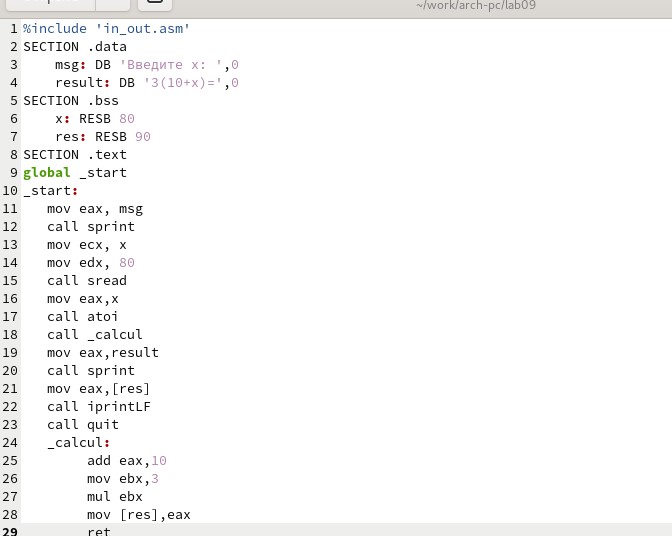 ~/work/arch-pc/lab09
1 %include 'in_out.asm'
2 SECTION .data
3     msg: DB 'Введите x: ',0
4     result: DB '3(10+x)=',0
5 SECTION .bss
6     x: RESB 80
7     res: RESB 90
8 SECTION .text
9 global _start
10 _start:
11    mov eax, msg
12    call sprint
13    mov ecx, x
14    mov edx, 80
15    call sread
16    mov eax,x
17    call atoi
18    call _calcul
19    mov eax,result
20    call sprint
21    mov eax,[res]
22    call iprintLF
23    call quit
24    _calcul:
25         add eax,10
26         mov ebx,3
27         mul ebx
28         mov [res],eax
29         ret